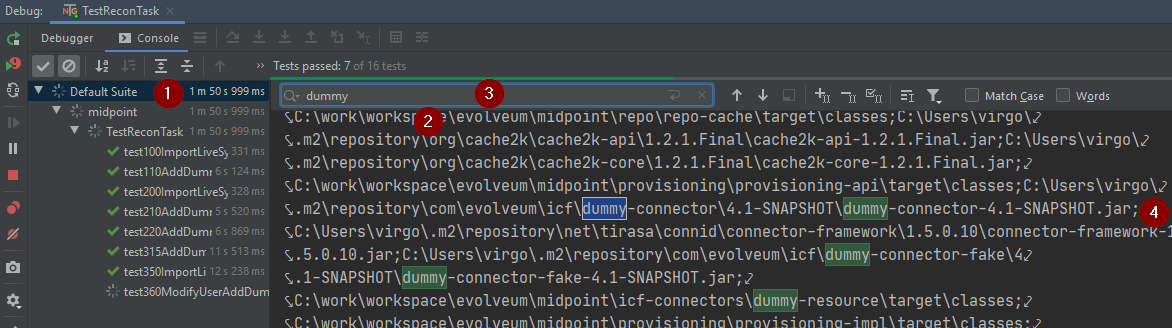 Debug: TestReconTask
Debugger Console
Tests passed: 7 of 16 tests
Default Suite 1 1 m 50 s 999 ms
dummy 3 Match Case Words
midpoint 1 m 50 s 999 ms
TestReconTask 1 m 50 s 999 ms
test100ImportLiveSy 331 ms
test110AddDumm 6 s 124 ms
test200ImportLiveSy 328 ms
test210AddDumm 5 s 520 ms
test220AddDumm 6 s 869 ms
test315AddDum 11 s 513 ms
test350ImportLi 12 s 238 ms
test360ModifyUserAddDum
2
C:\work\workspace\evolveum\midpoint\repo\repo-cache\target\classes;C:\Users\virgo\
.m2\repository\org\cache2k\cache2k-api\1.2.1.Final\cache2k-api-1.2.1.Final.jar;C:\Users\virgo\
.m2\repository\org\cache2k\cache2k-core\1.2.1.Final\cache2k-core-1.2.1.Final.jar;
C:\work\workspace\evolveum\midpoint\provisioning\provisioning-api\target\classes;C:\Users\virgo\
.m2\repository\com\evolveum\icf\dummy-connector\4.1-SNAPSHOT\dummy-connector-4.1-SNAPSHOT.jar; 4
C:\Users\virgo\.m2\repository\net\tirasa\connid\connector-framework\1.5.0.10\connector-framework-1
.5.0.10.jar;C:\Users\virgo\.m2\repository\com\evolveum\icf\dummy-connector-fake\4
.1-SNAPSHOT\dummy-connector-fake-4.1-SNAPSHOT.jar;
C:\work\workspace\evolveum\midpoint\icf-connectors\dummy-resource\target\classes;
C:\work\workspace\evolveum\midpoint\provisioning\provisioning-impl\target\classes;